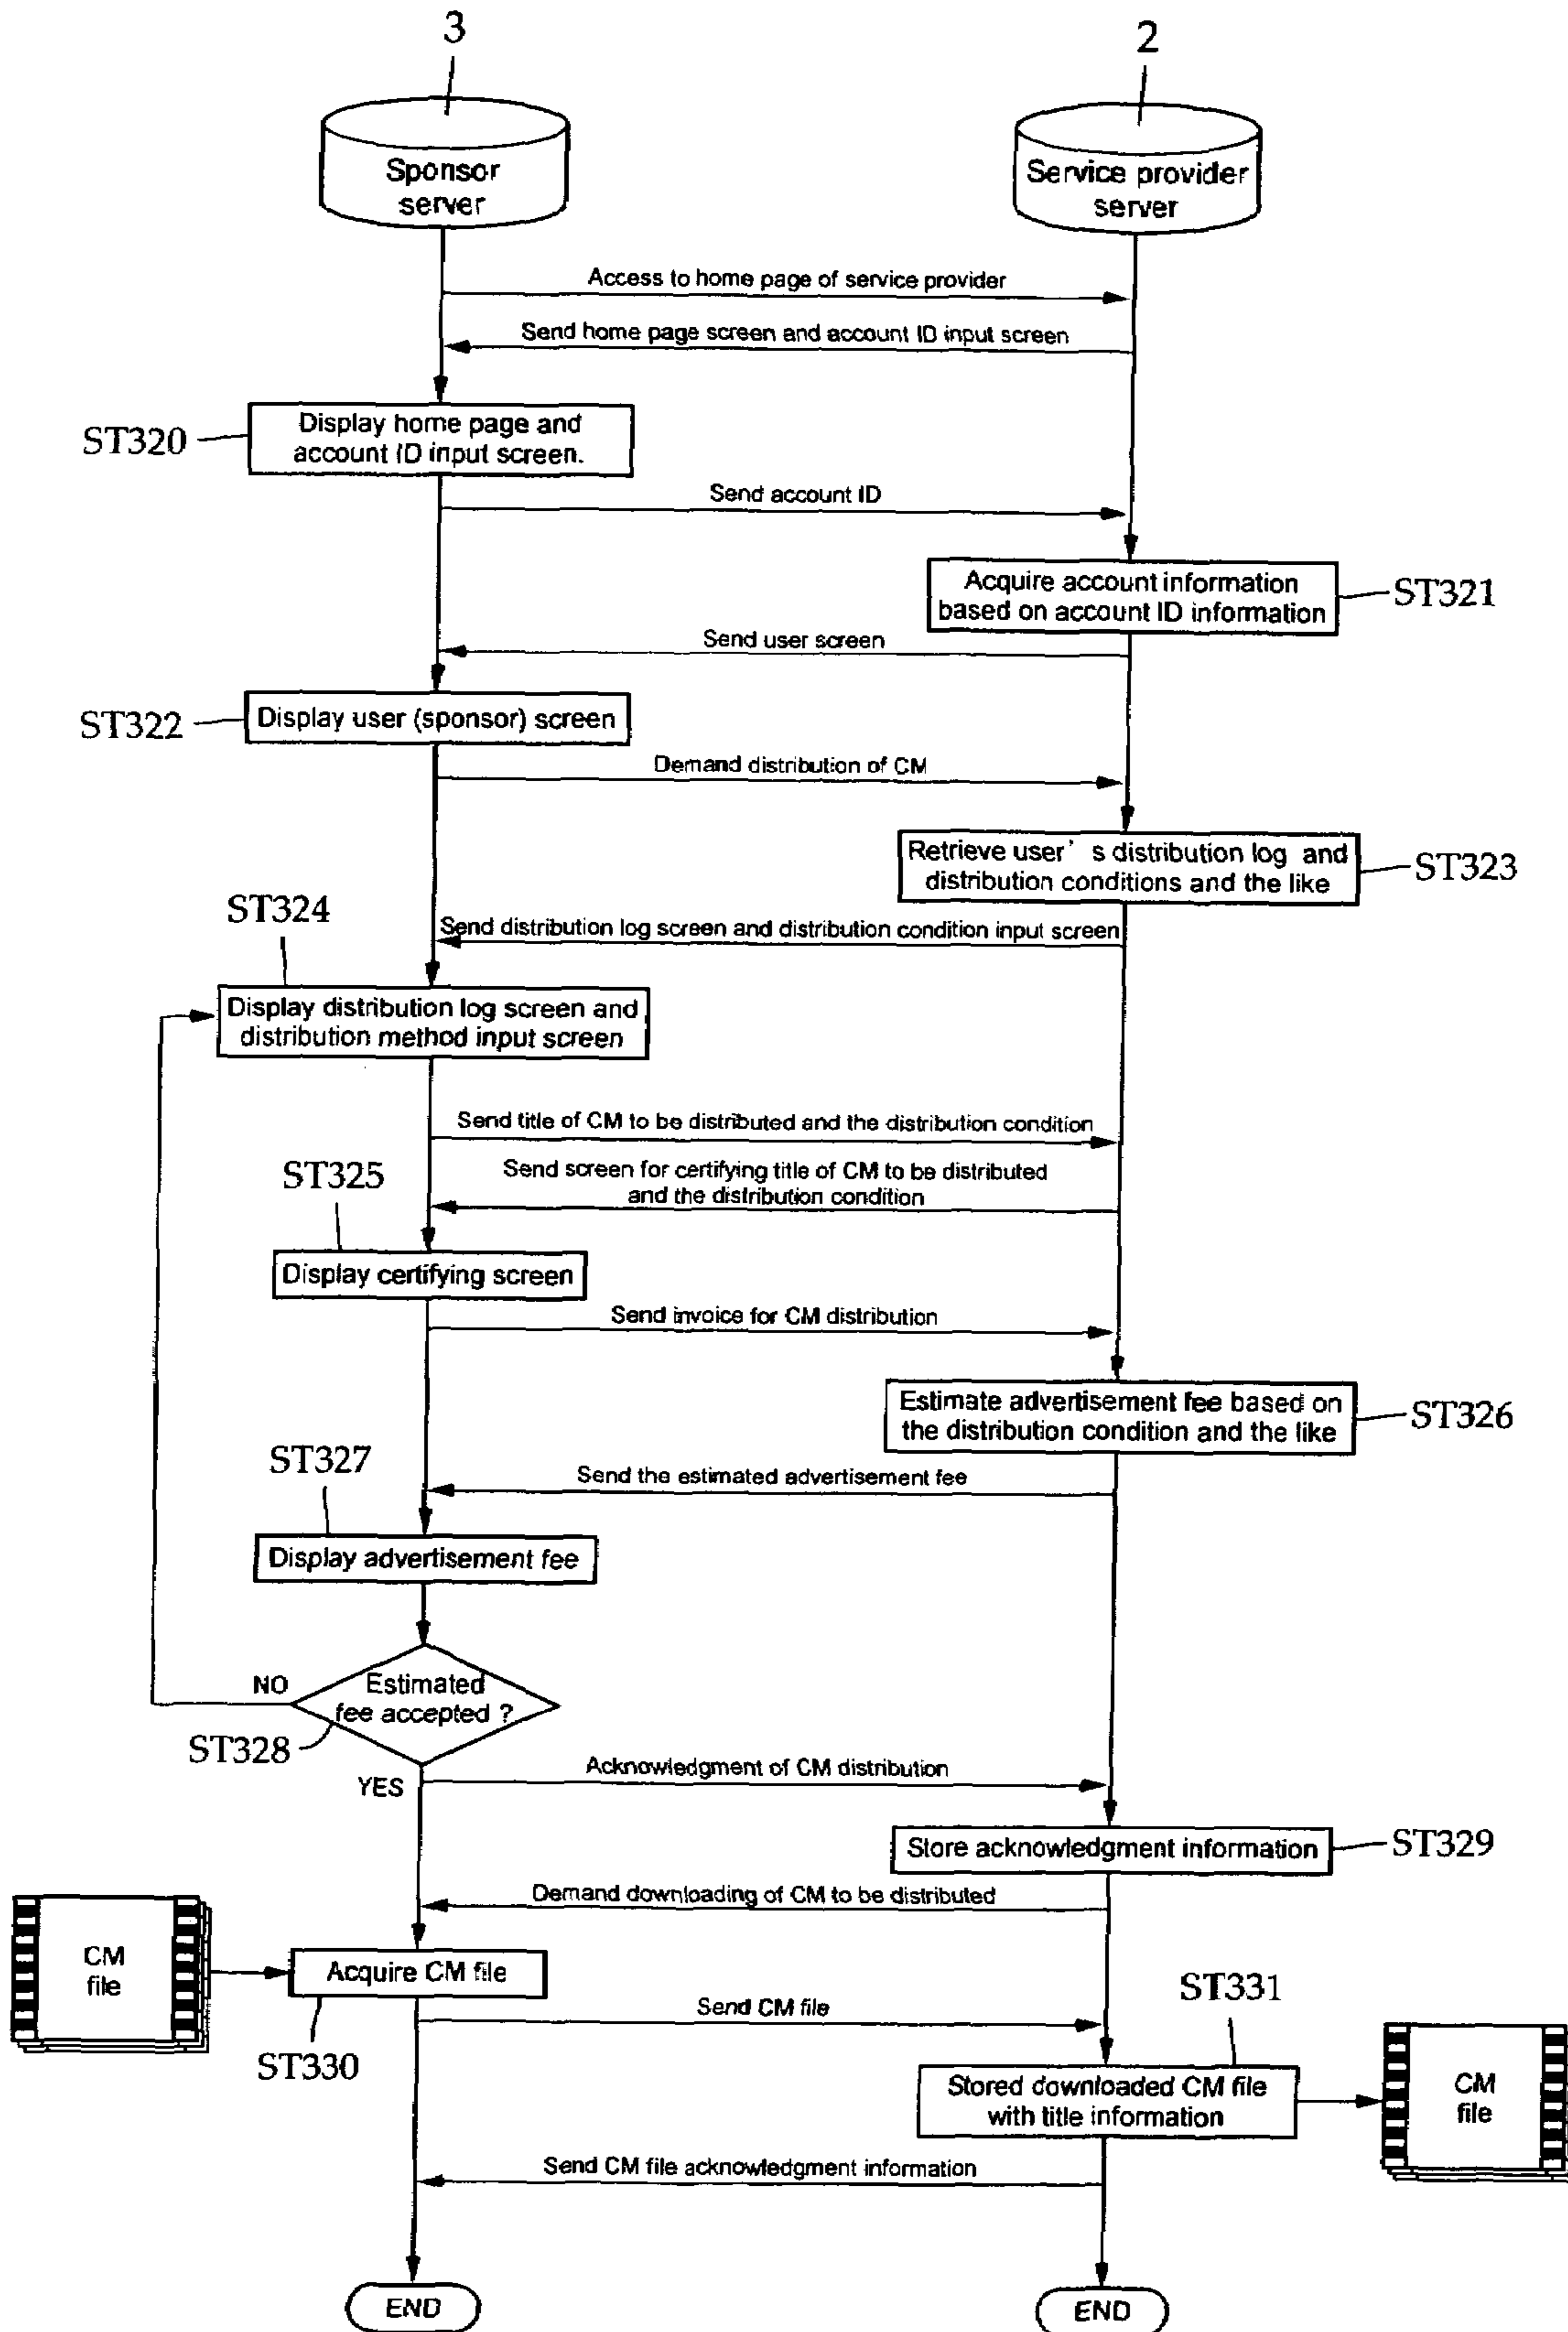 3
2
Sponsor
server
Service provider
server
Access to home page of service provider
Send home page screen and account ID input screen
ST320
Display home page and
account ID input screen.
Send account ID
Acquire account information
based on account ID information
ST321
Send user screen
ST322
Display user (sponsor) screen
Demand distribution of CM
Retrieve user's distribution log and
distribution conditions and the like
ST323
ST324
Send distribution log screen and distribution condition input screen
Display distribution log screen and
distribution method input screen
Send title of CM to be distributed and the distribution condition
ST325
Send screen for certifying title of CM to be distributed
and the distribution condition
Display certifying screen
Send invoice for CM distribution
Estimate advertisement fee based on
the distribution condition and the like
ST326
ST327
Send the estimated advertisement fee
Display advertisement fee
NO
Estimated
fee accepted ?
ST328
YES
Acknowledgment of CM distribution
Store acknowledgment information
ST329
Demand downloading of CM to be distributed
CM
file
Acquire CM file
ST330
Send CM file
ST331
Stored downloaded CM file
with title information
CM
file
Send CM file acknowledgment information
END
END